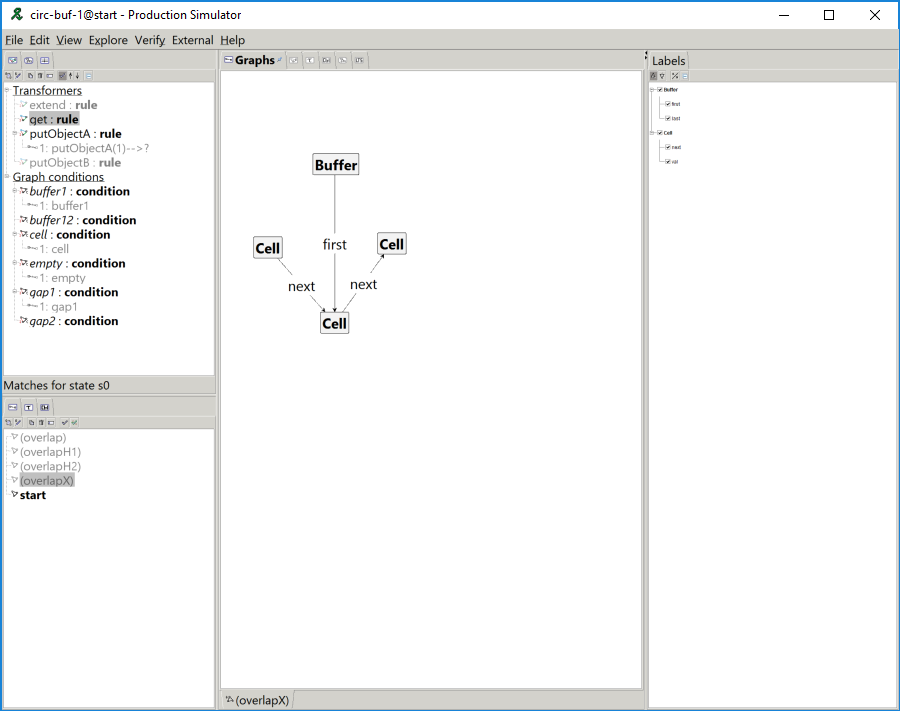 circ-buf-1@start - Production Simulator
File Edit View Explore Verify External Help
Transformers
extend : rule
get : rule
putObjectA : rule
1: putObjectA(1)-->?
putObjectB : rule
Graph conditions
buffer1 : condition
1: buffer1
buffer12 : condition
cell : condition
1: cell
empty : condition
1: empty
gap1 : condition
1: gap1
gap2 : condition
Matches for state s0
(overlap)
(overlapH1)
(overlapH2)
(overlapX)
start
Graphs
Buffer
first
Cell
Cell
next
next
Cell
(overlapX)
Labels
Buffer
first
last
Cell
next
val